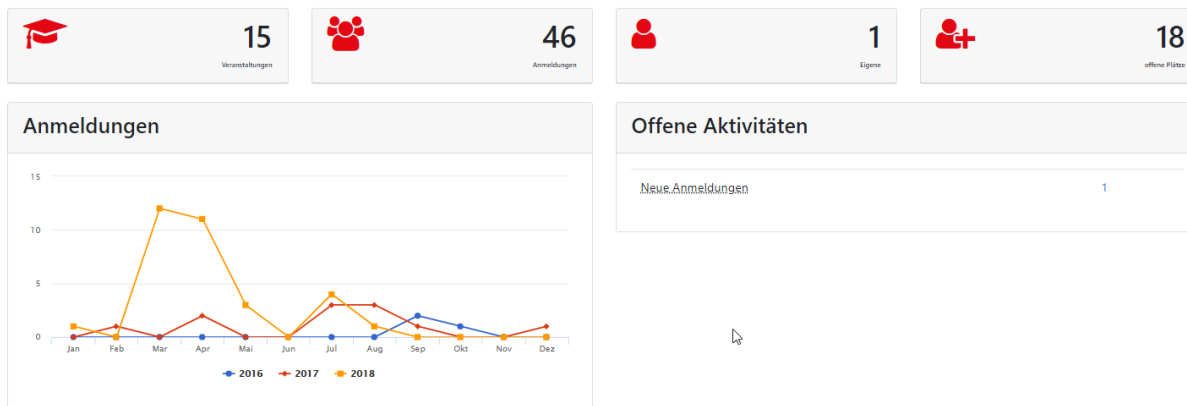 15
Veranstaltungen
46
Anmeldungen
1
Eigene
18
offene Plätze
Anmeldungen
15
10
5
0
Jan Feb Mar Apr Mai Jun Jul Aug Sep Okt Nov Dez
2016 2017 2018
Offene Aktivitäten
Neue Anmeldungen 1